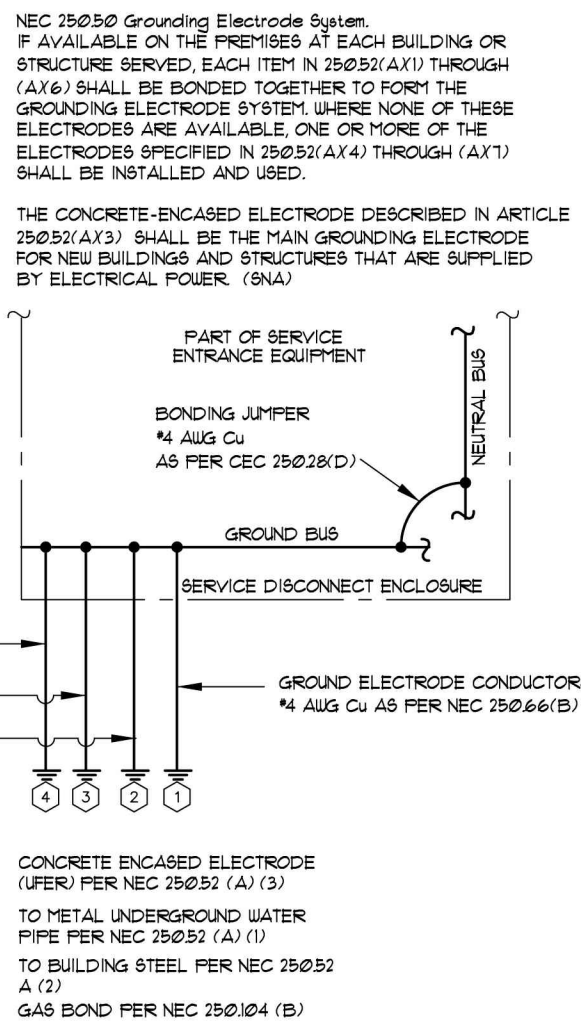 NEC 250.50 Grounding Electrode System.
IF AVAILABLE ON THE PREMISES AT EACH BUILDING OR
STRUCTURE SERVED, EACH ITEM IN 250.52(A)(1) THROUGH
(A)(6) SHALL BE BONDED TOGETHER TO FORM THE
GROUNDING ELECTRODE SYSTEM. WHERE NONE OF THESE
ELECTRODES ARE AVAILABLE, ONE OR MORE OF THE
ELECTRODES SPECIFIED IN 250.52(A)(4) THROUGH (A)(7)
SHALL BE INSTALLED AND USED.
THE CONCRETE-ENCASED ELECTRODE DESCRIBED IN ARTICLE
250.52(A)(3) SHALL BE THE MAIN GROUNDING ELECTRODE
FOR NEW BUILDINGS AND STRUCTURES THAT ARE SUPPLIED
BY ELECTRICAL POWER. (SNA)
PART OF SERVICE
ENTRANCE EQUIPMENT
NEUTRAL BUS
BONDING JUMPER
#4 AWG Cu
AS PER CEC 250.28(D)
GROUND BUS
SERVICE DISCONNECT ENCLOSURE
GROUND ELECTRODE CONDUCTOR
#4 AWG Cu AS PER NEC 250.66(B)
4 3 2 1
CONCRETE ENCASED ELECTRODE
(UFER) PER NEC 250.52 (A) (3)
TO METAL UNDERGROUND WATER
PIPE PER NEC 250.52 (A) (1)
TO BUILDING STEEL PER NEC 250.52
A (2)
GAS BOND PER NEC 250.104 (B)